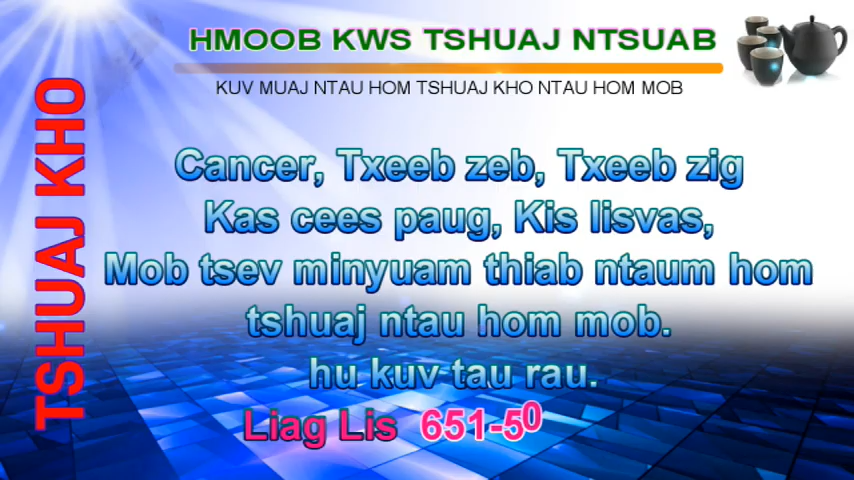 HMOOB KWS TSHUAJ NTSUAB
KUV MUAJ NTAU HOM TSHUAJ KHO NTAU HOM MOB
TSHUAJ KHO
Cancer, Txeeb zeb, Txeeb zig
Kas cees paug, Kis lisvas,
Mob tsev minyuam thiab ntaum hom
tshuaj ntau hom mob.
hu kuv tau rau.
Liag Lis 651-50